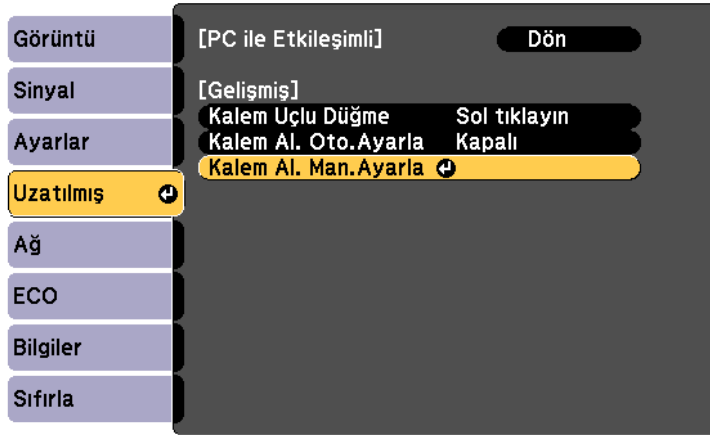 Görüntü
Sinyal
Ayarlar
Uzatılmış
Ağ
ECO
Bilgiler
Sıfırla
[PC ile Etkileşimli] Dön
[Gelişmiş]
Kalem Uçlu Düğme Sol tıklayın
Kalem Al. Oto.Ayarla Kapalı
Kalem Al. Man.Ayarla